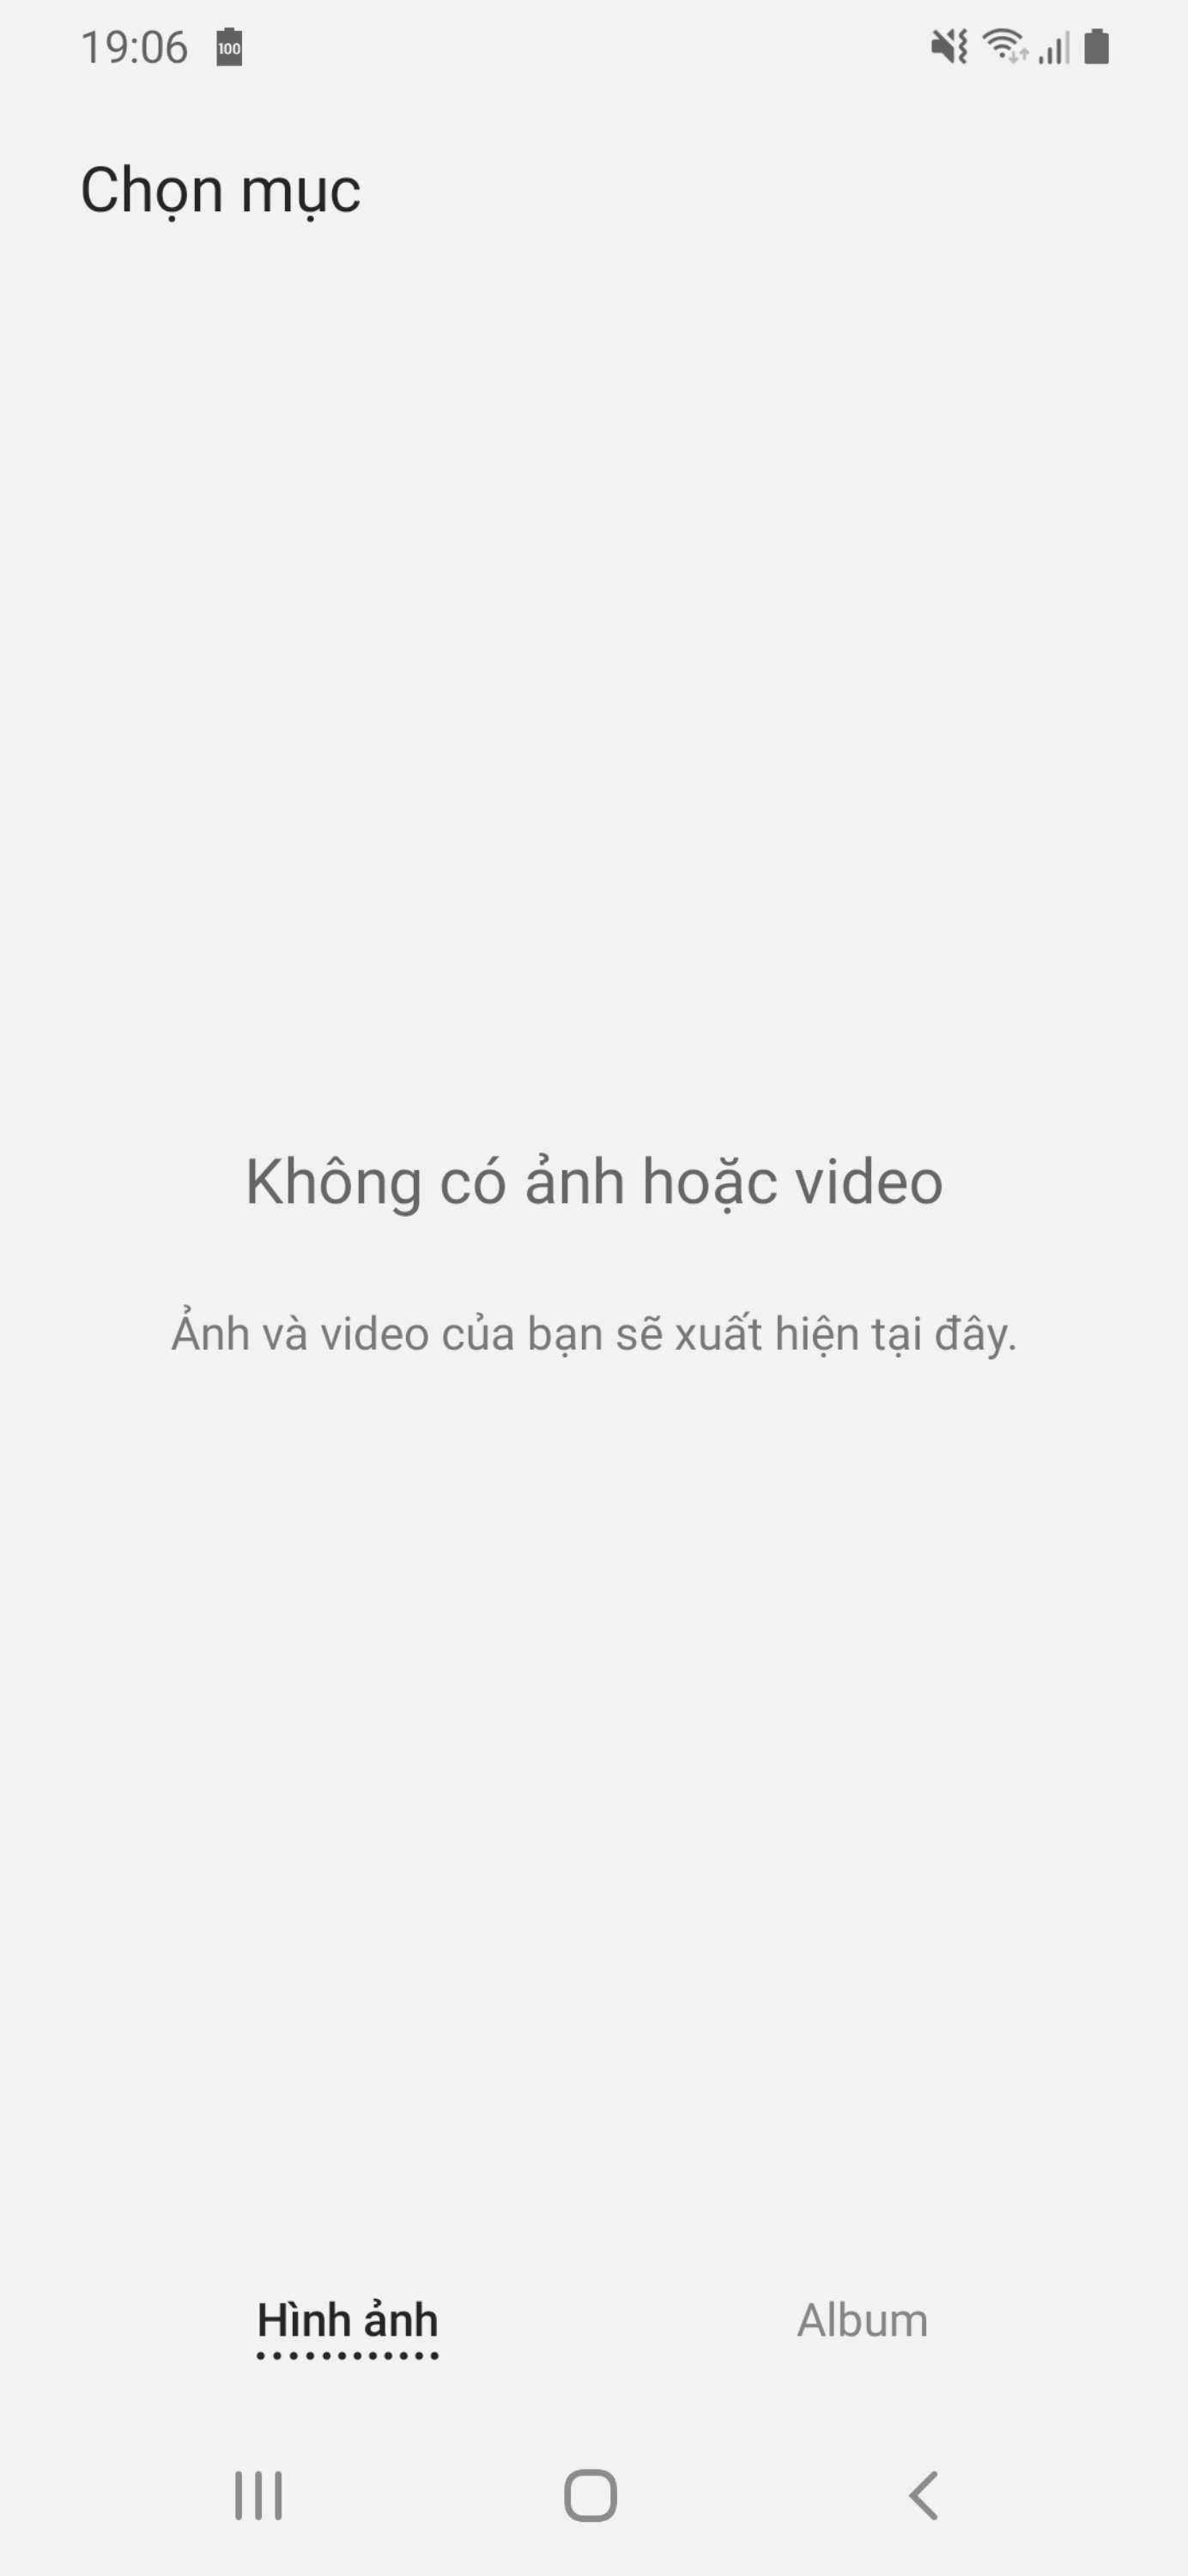 19:06 100
Chọn mục
Không có ảnh hoặc video
Ảnh và video của bạn sẽ xuất hiện tại đây.
Hình ảnh Album